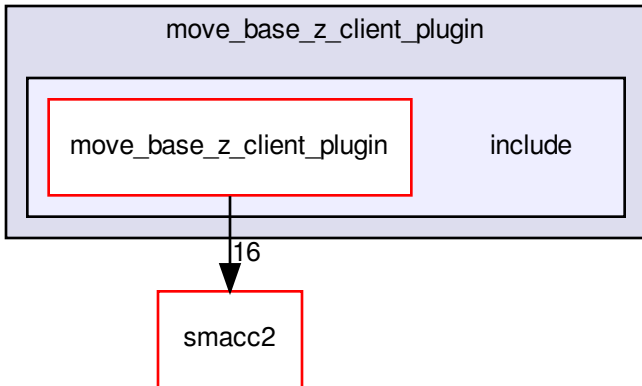 move_base_z_client_plugin
move_base_z_client_plugin
include
16
smacc2